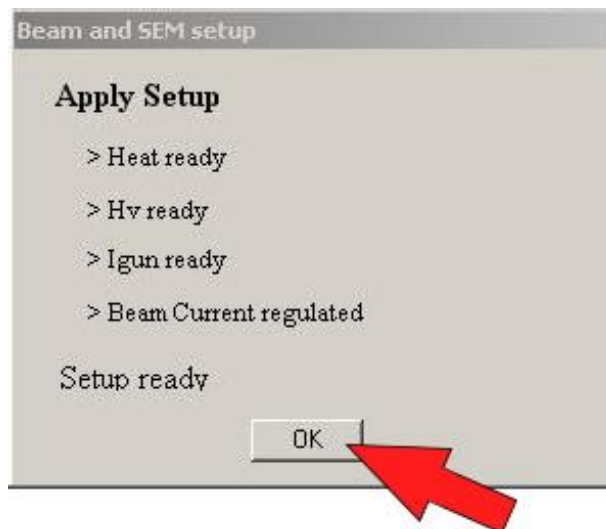 Beam and SEM setup
Apply Setup
> Heat ready
> Hv ready
> Igun ready
> Beam Current regulated
Setup ready
OK